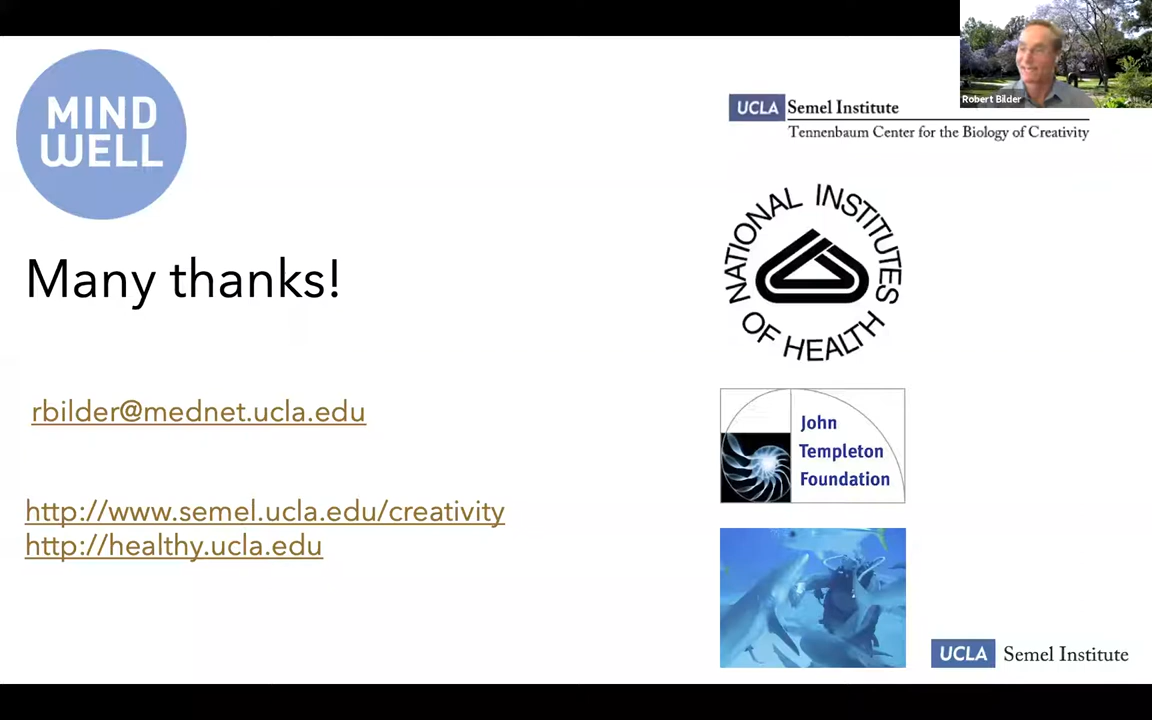 MIND
WELL
Robert Bilder
UCLA Semel Institute
Tennenbaum Center for the Biology of Creativity
NATIONAL INSTITUTES
OF HEALTH
Many thanks!
rbilder@mednet.ucla.edu
John
Templeton
Foundation
http://www.semel.ucla.edu/creativity
http://healthy.ucla.edu
UCLA Semel Institute